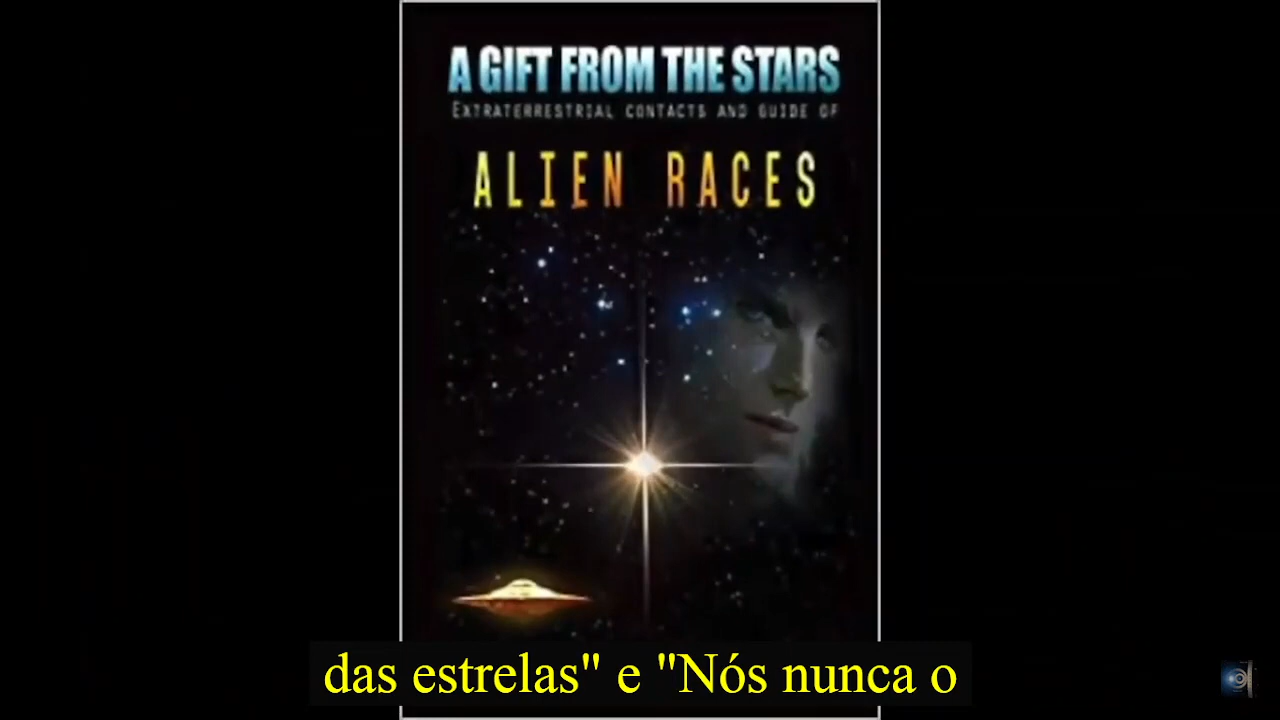 A GIFT FROM THE STARS
EXTRATERRESTRIAL CONTACTS AND GUIDE OF
ALIEN RACES
das estrelas" e "Nós nunca o